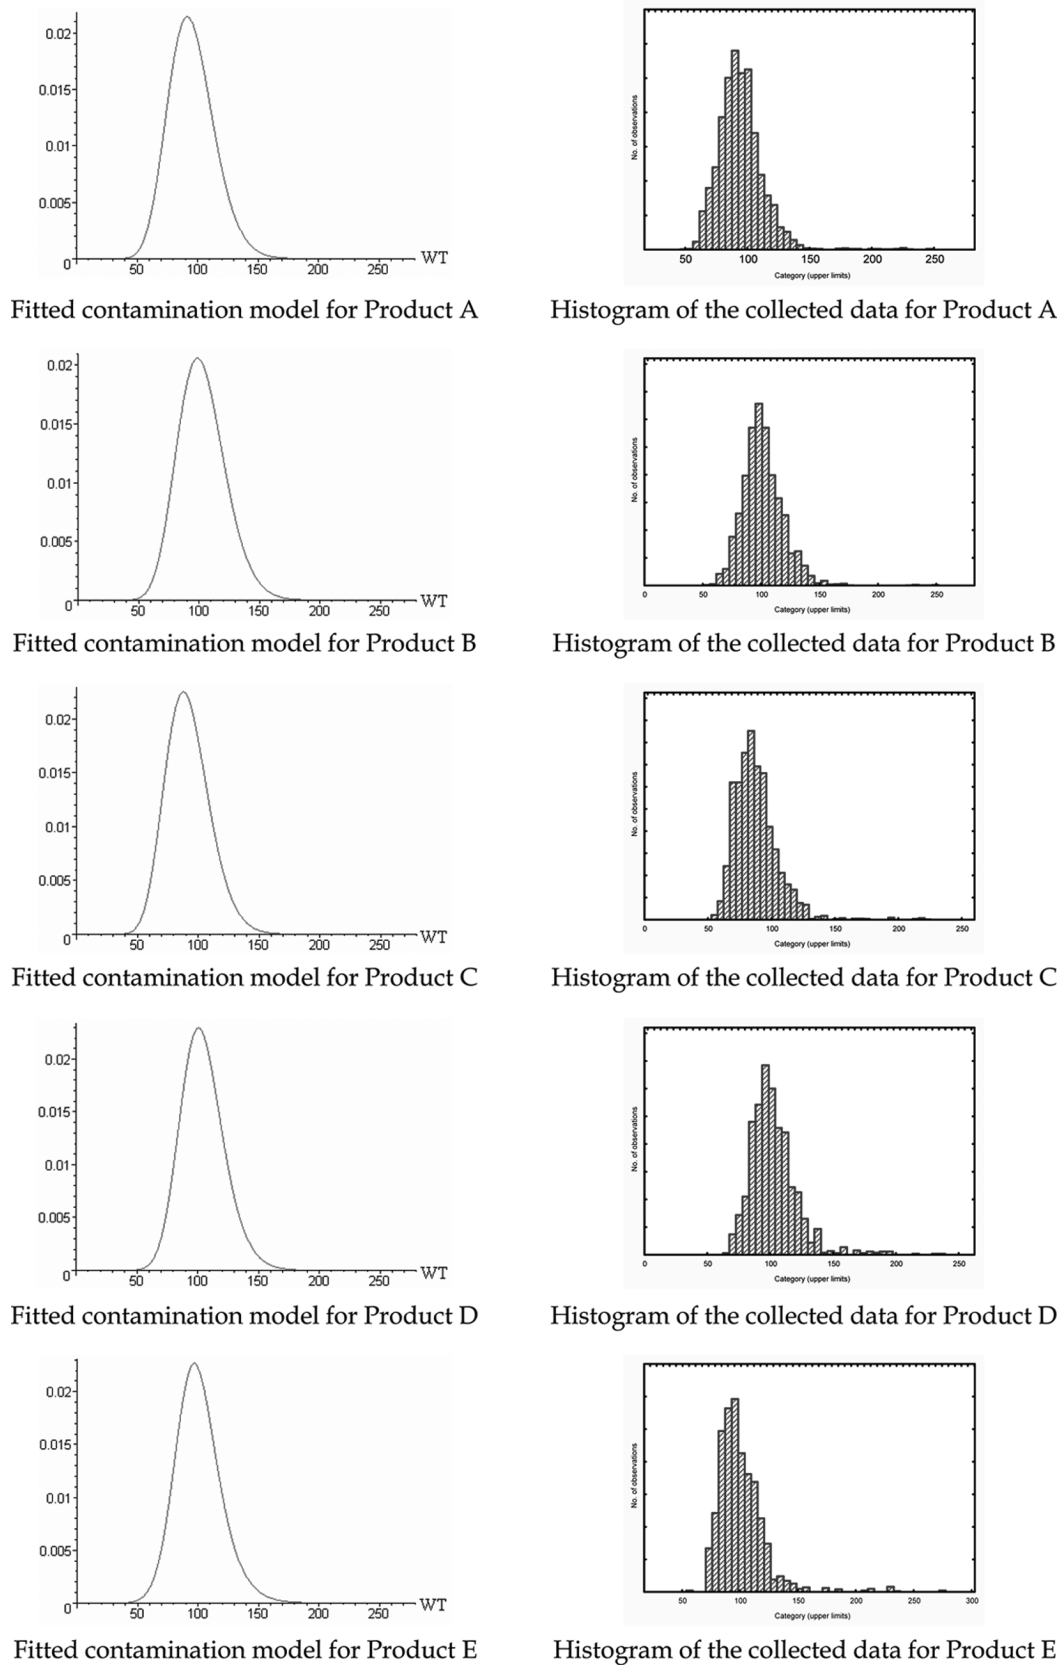 0.02
0.015
0.01
0.005
0
50 100 150 200 250
WT
No. of observations
50 100 150 200 250
Category (upper limits)
Fitted contamination model for Product A
Histogram of the collected data for Product A
0.02
0.015
0.01
0.005
0
50 100 150 200 250
WT
No. of observations
0 50 100 150 200 250
Category (upper limits)
Fitted contamination model for Product B
Histogram of the collected data for Product B
0.02
0.015
0.01
0.005
0
50 100 150 200 250
WT
No. of observations
0 50 100 150 200 250
Category (upper limits)
Fitted contamination model for Product C
Histogram of the collected data for Product C
0.02
0.015
0.01
0.005
0
50 100 150 200 250
WT
No. of observations
0 50 100 150 200 250
Category (upper limits)
Fitted contamination model for Product D
Histogram of the collected data for Product D
0.02
0.015
0.01
0.005
0
50 100 150 200 250
WT
No. of observations
50 100 150 200 250 300
Category (upper limits)
Fitted contamination model for Product E
Histogram of the collected data for Product E